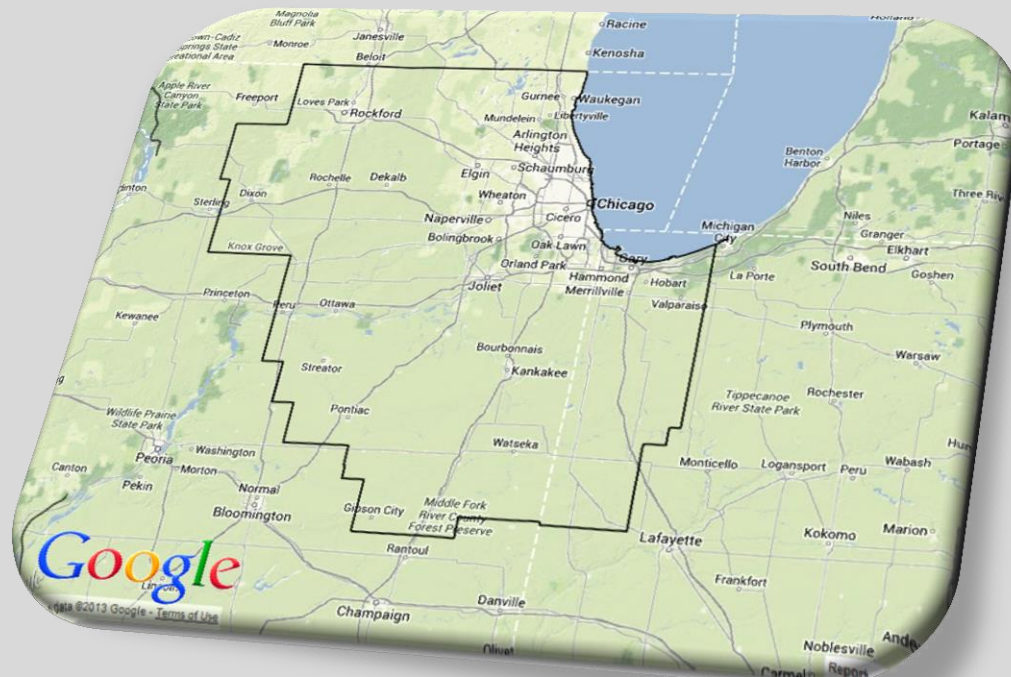 Magnolia
Bluff Park
Racine
Janesville
Monroe
Springs State
Kenosha
Beloit
Apple River
Canyon
State Park
Freeport
Loves Park
Rockford
Gurnee
Waukegan
Mundelein
Libertyville
Arlington
Heights
Kalam
Portage
Benton
Harbor
Schaumburg
Elgin
Rochelle
Dekalb
Dixon
Wheaton
Sterling
Chicago
Three Riv
Cicero
Naperville
Niles
Michigan
City
Granger
Bolingbrook
Oak Lawn
Knox Grove
Elkhart
Gary
South Bend
Goshen
Orland Park
Hammond
Hobart
La Porte
Joliet
Merrillville
Princeton
Peru
Ottawa
Valparaiso
Kewanee
Plymouth
Bourbonnais
Warsaw
Streator
Kankakee
Tippecanoe
River State Park
Rochester
Pontiac
Wildlife Prairie
State Park
Watseka
Washington
Peoria
Morton
Monticello
Logansport
Peru
Wabash
Canton
Pekin
Normal
Bloomington
Gibson City
Middle Fork
River County
Forest Preserve
Lafayette
Kokomo
Marion
Rantoul
Google
Frankfort
data ©2013 Google - Terms of Use
Champaign
Danville
Noblesville